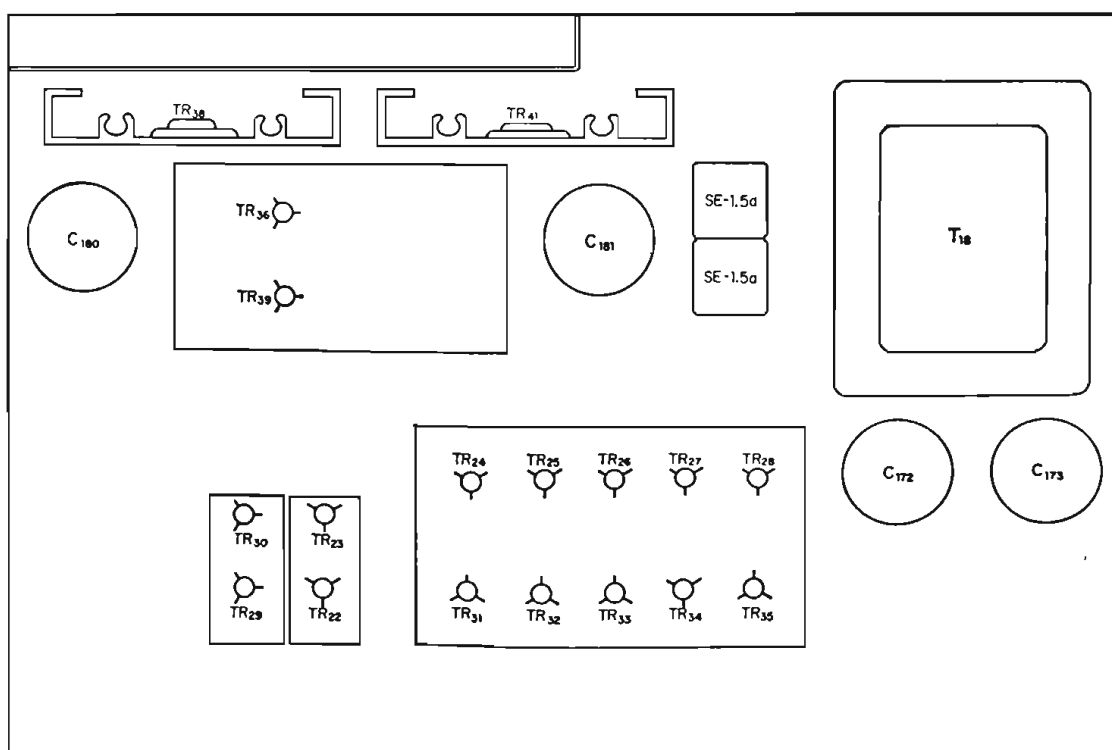 TR38
TR41
TR36
C180
C181
SE-1.5a
SE-1.5a
T18
TR39
TR24 TR25 TR26 TR27 TR28
C172
C173
TR30
TR23
TR29
TR22
TR31 TR32 TR33 TR34 TR35